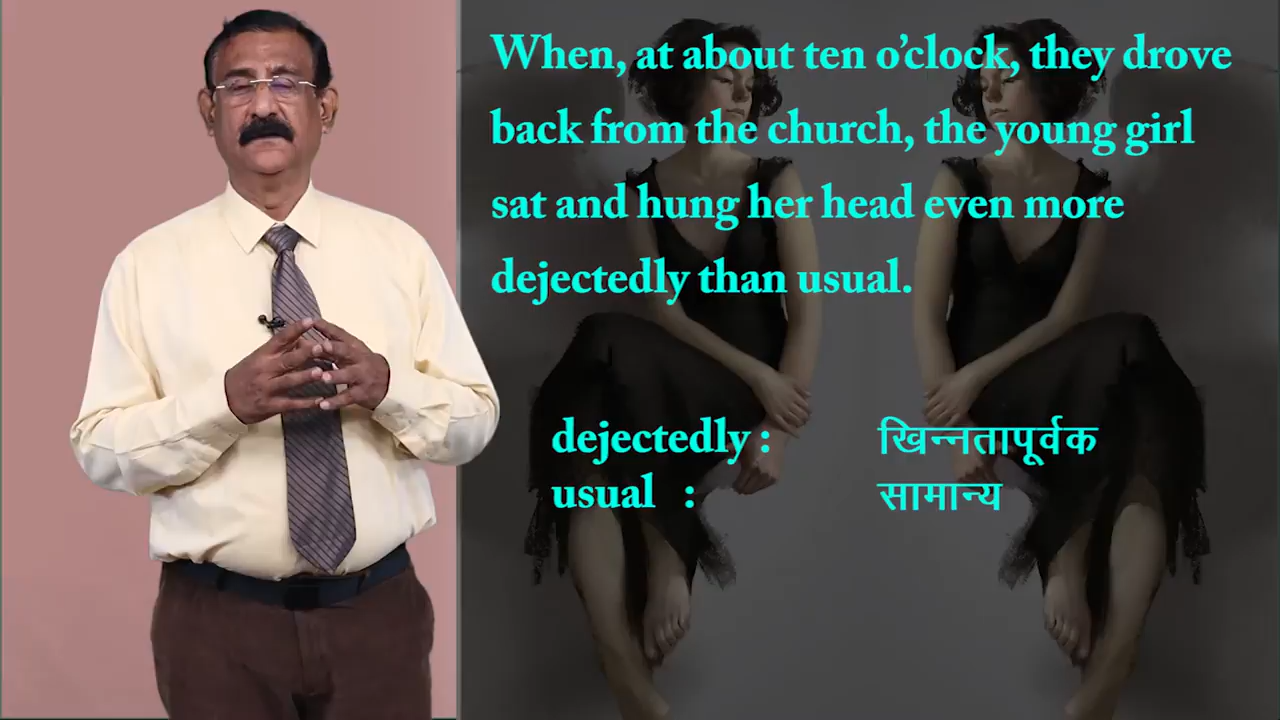 When, at about ten o’clock, they drove
back from the church, the young girl
sat and hung her head even more
dejectedly than usual.
dejectedly : खिन्नतापूर्वक
usual : सामान्य